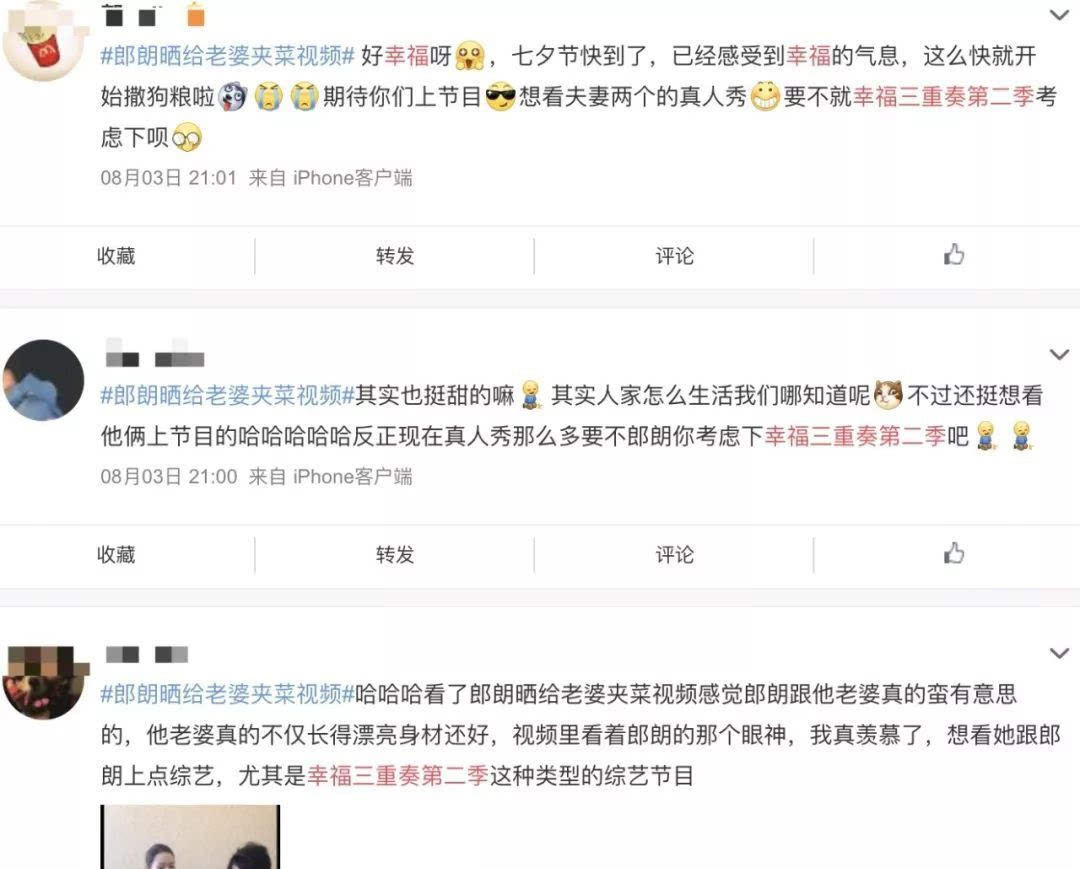 #郎朗晒给老婆夹菜视频# 好幸福呀，七夕节快到了，已经感受到幸福的气息，这么快就开
始撒狗粮啦期待你们上节目想看夫妻两个的真人秀要不就幸福三重奏第二季考
虑下呗
08月03日 21:01 来自 iPhone客户端
收藏 转发 评论
#郎朗晒给老婆夹菜视频#其实也挺甜的嘛 其实人家怎么生活我们哪知道呢不过还挺想看
他俩上节目的哈哈哈哈哈反正现在真人秀那么多要不郎朗你考虑下幸福三重奏第二季吧
08月03日 21:00 来自 iPhone客户端
收藏 转发 评论
#郎朗晒给老婆夹菜视频#哈哈哈看了郎朗晒给老婆夹菜视频感觉郎朗跟他老婆真的蛮有意思
的，他老婆真的不仅长得漂亮身材还好，视频里看着郎朗的那个眼神，我真羡慕了，想看她跟郎
朗上点综艺，尤其是幸福三重奏第二季这种类型的综艺节目